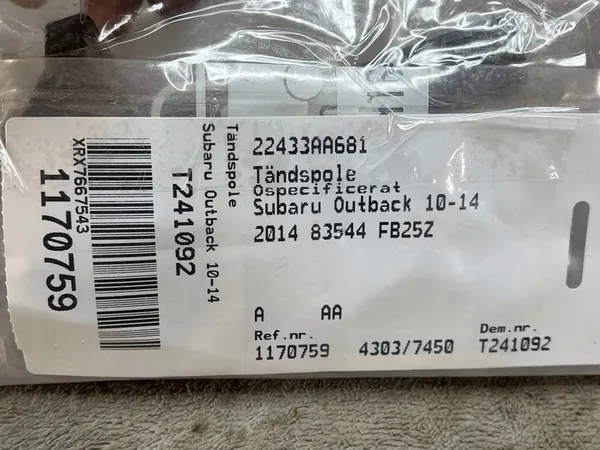 22433AA681
Tändspole
Ospecificerat
Subaru Outback 10-14
2014 83544 FB25Z
A AA
Ref.nr. Dem.nr.
1170759 4303/7450 T241092
Tändspole
Subaru Outback 10-14
T241092
XRX7667543
1170759